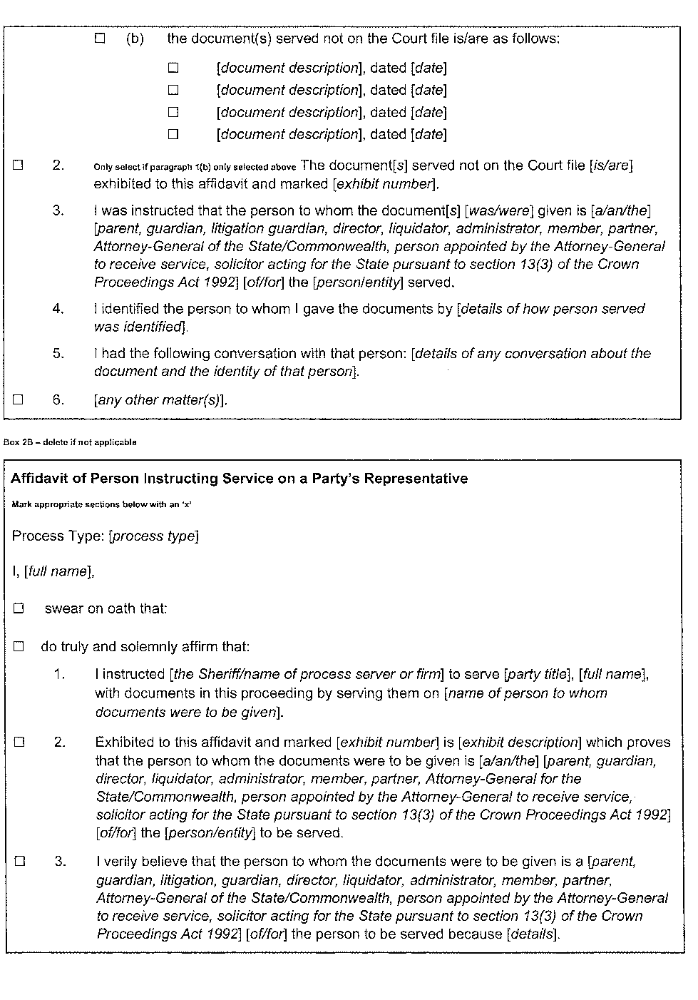 ☐ (b) the document(s) served not on the Court file is/are as follows:
☐ [document description], dated [date]
☐ [document description], dated [date]
☐ [document description], dated [date]
☐ [document description], dated [date]
☐ 2. Only select if paragraph 1(b) only selected above The document[s] served not on the Court file [is/are]
exhibited to this affidavit and marked [exhibit number].
3. I was instructed that the person to whom the document[s] [was/were] given is [a/an/the]
[parent, guardian, litigation guardian, director, liquidator, administrator, member, partner,
Attorney-General of the State/Commonwealth, person appointed by the Attorney-General
to receive service, solicitor acting for the State pursuant to section 13(3) of the Crown
Proceedings Act 1992] [of/for] the [person/entity] served.
4. I identified the person to whom I gave the documents by [details of how person served
was identified].
5. I had the following conversation with that person: [details of any conversation about the
document and the identity of that person].
☐ 6. [any other matter(s)].
Box 2B – delete if not applicable
Affidavit of Person Instructing Service on a Party's Representative
Mark appropriate sections below with an 'x'
Process Type: [process type]
I, [full name],
☐ swear on oath that:
☐ do truly and solemnly affirm that:
1. I instructed [the Sheriff/name of process server or firm] to serve [party title], [full name],
with documents in this proceeding by serving them on [name of person to whom
documents were to be given].
☐ 2. Exhibited to this affidavit and marked [exhibit number] is [exhibit description] which proves
that the person to whom the documents were to be given is [a/an/the] [parent, guardian,
director, liquidator, administrator, member, partner, Attorney-General for the
State/Commonwealth, person appointed by the Attorney-General to receive service,
solicitor acting for the State pursuant to section 13(3) of the Crown Proceedings Act 1992]
[of/for] the [person/entity] to be served.
☐ 3. I verily believe that the person to whom the documents were to be given is a [parent,
guardian, litigation, guardian, director, liquidator, administrator, member, partner,
Attorney-General of the State/Commonwealth, person appointed by the Attorney-General
to receive service, solicitor acting for the State pursuant to section 13(3) of the Crown
Proceedings Act 1992] [of/for] the person to be served because [details].